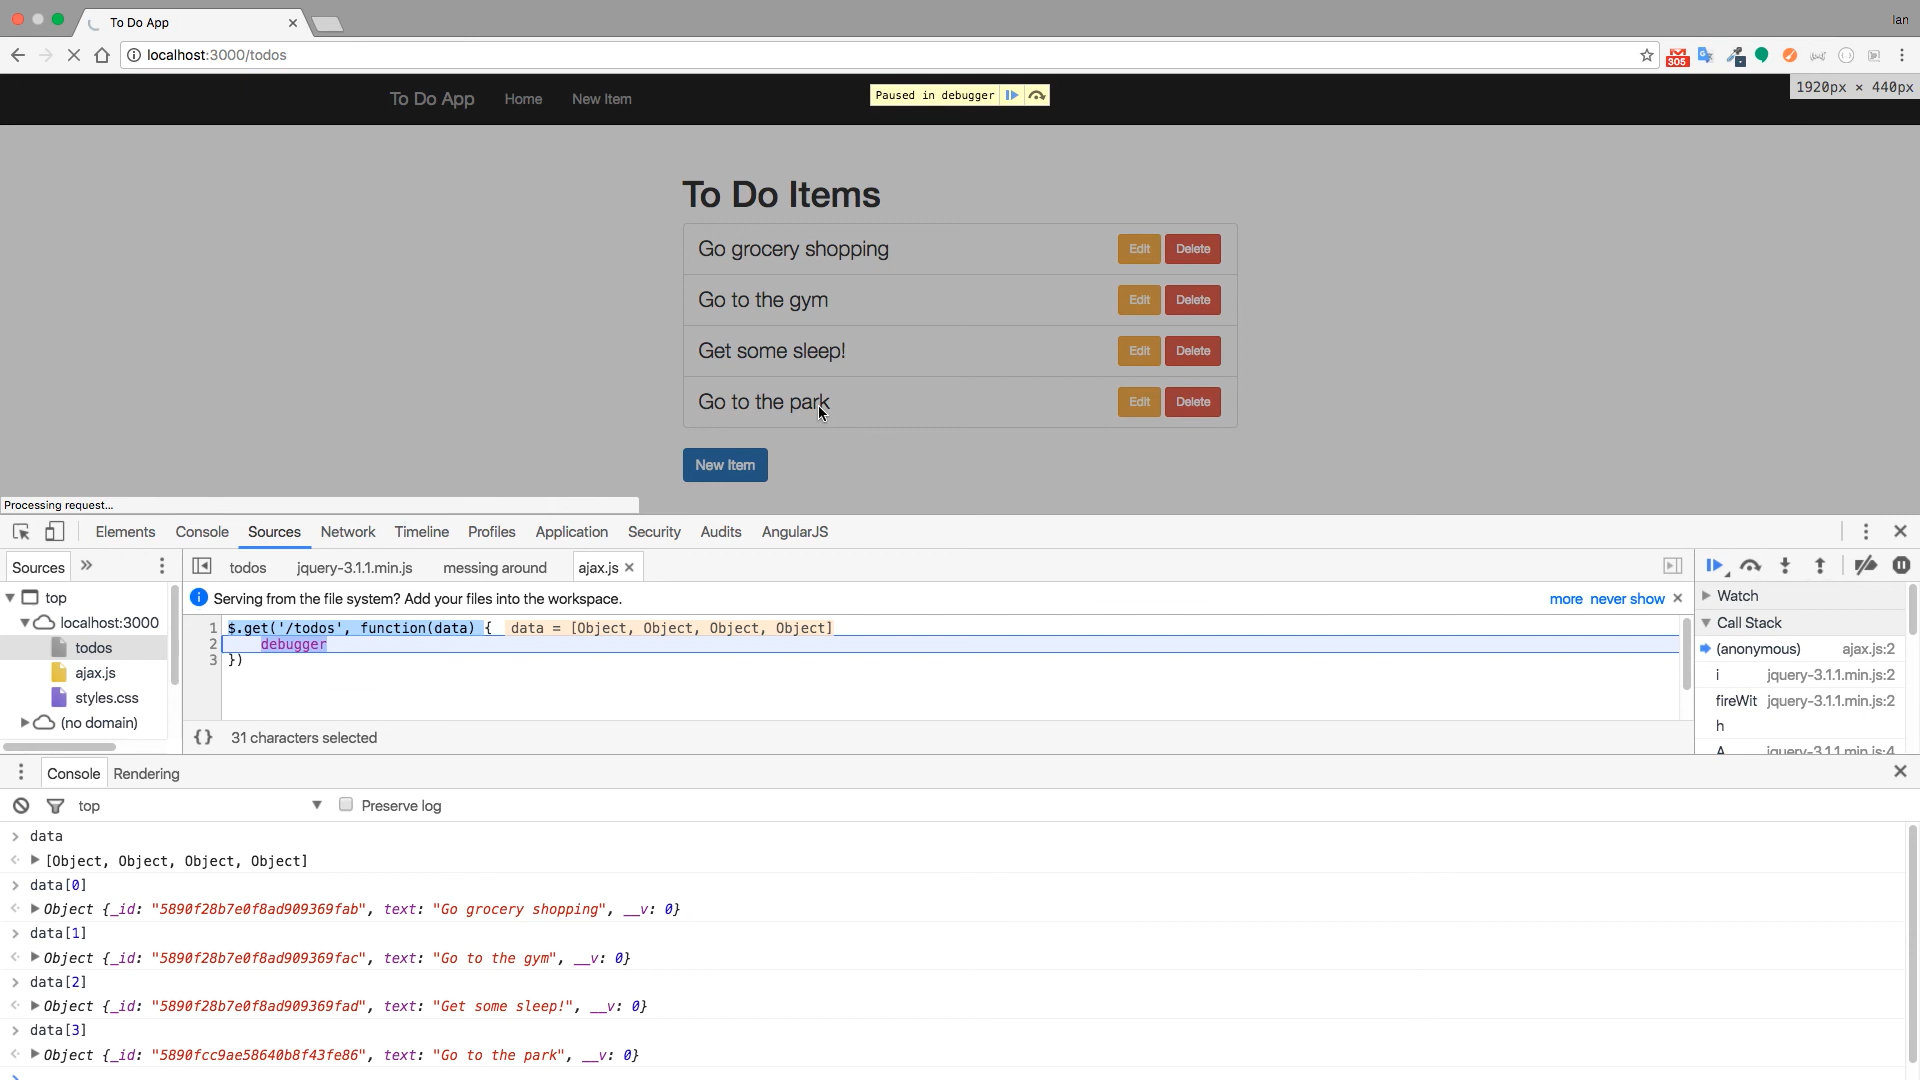 To Do App
Ian
localhost:3000/todos
305
To Do App Home New Item
Paused in debugger
1920px × 440px
To Do Items
Go grocery shopping Edit Delete
Go to the gym Edit Delete
Get some sleep! Edit Delete
Go to the park Edit Delete
New Item
Processing request...
Elements Console Sources Network Timeline Profiles Application Security Audits AngularJS
Sources » todos jquery-3.1.1.min.js messing around ajax.js
top
localhost:3000
todos
ajax.js
styles.css
(no domain)
Serving from the file system? Add your files into the workspace. more never show
1 $.get('/todos', function(data) { data = [Object, Object, Object, Object]
2 debugger
3 })
{} 31 characters selected
Watch
Call Stack
(anonymous) ajax.js:2
i jquery-3.1.1.min.js:2
fireWit jquery-3.1.1.min.js:2
h
A jquery-3.1.1.min.js:4
Console Rendering
top Preserve log
data
[Object, Object, Object, Object]
data[0]
Object {_id: "5890f28b7e0f8ad909369fab", text: "Go grocery shopping", __v: 0}
data[1]
Object {_id: "5890f28b7e0f8ad909369fac", text: "Go to the gym", __v: 0}
data[2]
Object {_id: "5890f28b7e0f8ad909369fad", text: "Get some sleep!", __v: 0}
data[3]
Object {_id: "5890fcc9ae58640b8f43fe86", text: "Go to the park", __v: 0}